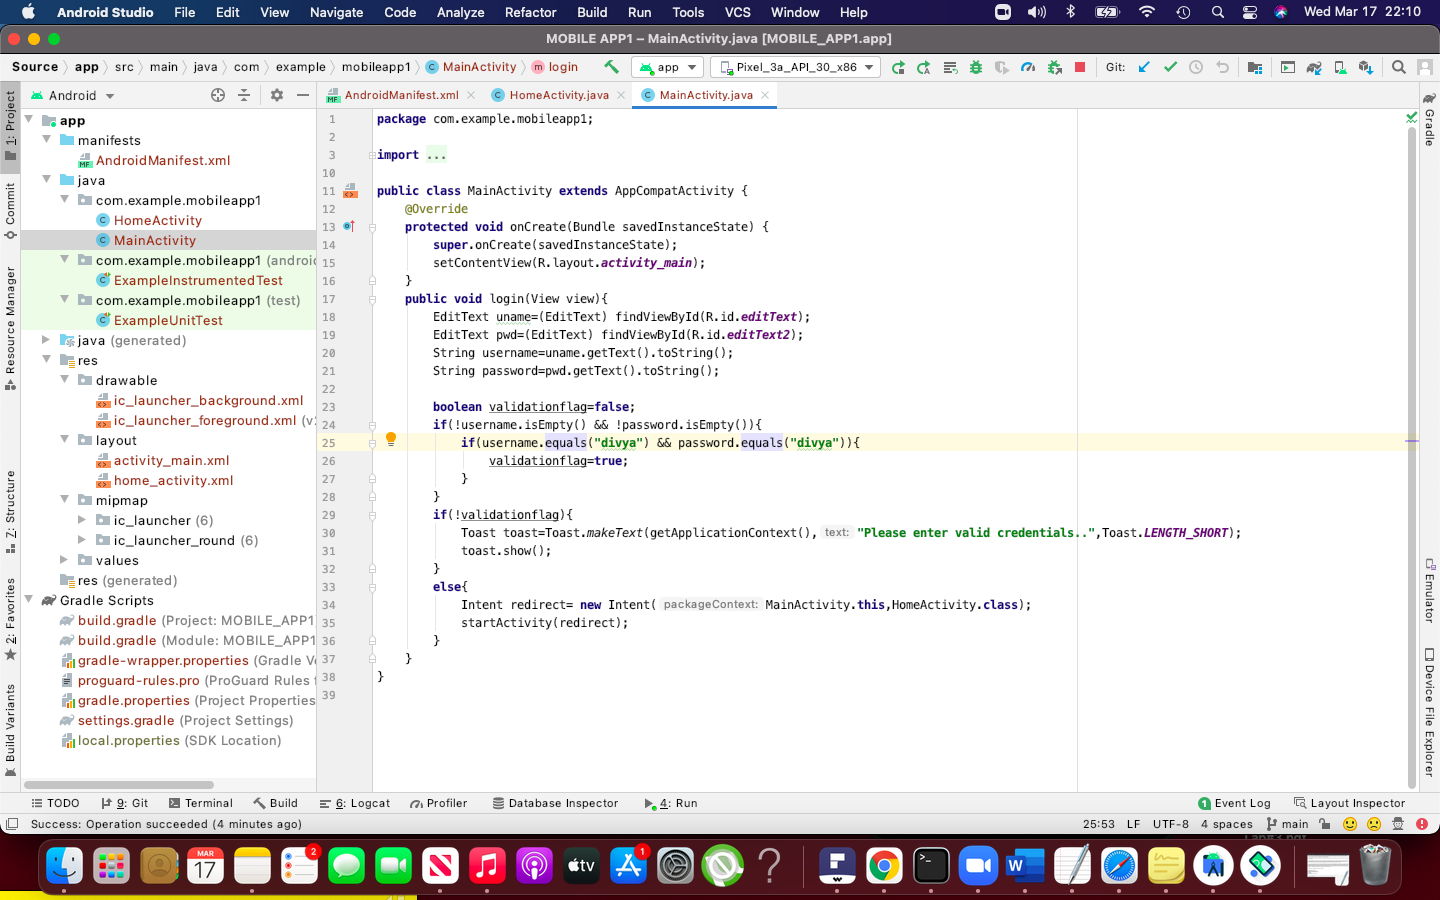 Android Studio File Edit View Navigate Code Analyze Refactor Build Run Tools VCS Window Help Wed Mar 17 22:10
MOBILE APP1 – MainActivity.java [MOBILE_APP1.app]
Source app src main java com example mobileapp1 MainActivity login app Pixel_3a_API_30_x86 Git:
Android
AndroidManifest.xml HomeActivity.java MainActivity.java
1: Project
Commit
Resource Manager
Z: Structure
2: Favorites
Build Variants
app
manifests
AndroidManifest.xml
java
com.example.mobileapp1
HomeActivity
MainActivity
com.example.mobileapp1 (androi
ExampleInstrumentedTest
com.example.mobileapp1 (test)
ExampleUnitTest
java (generated)
res
drawable
ic_launcher_background.xml
ic_launcher_foreground.xml (v
layout
activity_main.xml
home_activity.xml
mipmap
ic_launcher (6)
ic_launcher_round (6)
values
res (generated)
Gradle Scripts
build.gradle (Project: MOBILE_APP1
build.gradle (Module: MOBILE_APP1
gradle-wrapper.properties (Gradle Ve
proguard-rules.pro (ProGuard Rules f
gradle.properties (Project Properties
settings.gradle (Project Settings)
local.properties (SDK Location)
1 package com.example.mobileapp1;
2
3 import ...
10
11 public class MainActivity extends AppCompatActivity {
12 @Override
13 protected void onCreate(Bundle savedInstanceState) {
14 super.onCreate(savedInstanceState);
15 setContentView(R.layout.activity_main);
16 }
17 public void login(View view){
18 EditText uname=(EditText) findViewById(R.id.editText);
19 EditText pwd=(EditText) findViewById(R.id.editText2);
20 String username=uname.getText().toString();
21 String password=pwd.getText().toString();
22
23 boolean validationflag=false;
24 if(!username.isEmpty() && !password.isEmpty()){
25 if(username.equals("divya") && password.equals("divya")){
26 validationflag=true;
27 }
28 }
29 if(!validationflag){
30 Toast toast=Toast.makeText(getApplicationContext(), text: "Please enter valid credentials..",Toast.LENGTH_SHORT);
31 toast.show();
32 }
33 else{
34 Intent redirect= new Intent( packageContext: MainActivity.this,HomeActivity.class);
35 startActivity(redirect);
36 }
37 }
38 }
39
Gradle
Emulator
Device File Explorer
TODO 9: Git Terminal Build 6: Logcat Profiler Database Inspector 4: Run 1 Event Log Layout Inspector
Success: Operation succeeded (4 minutes ago) 25:53 LF UTF-8 4 spaces main
MAR
17
2
tv
1
W